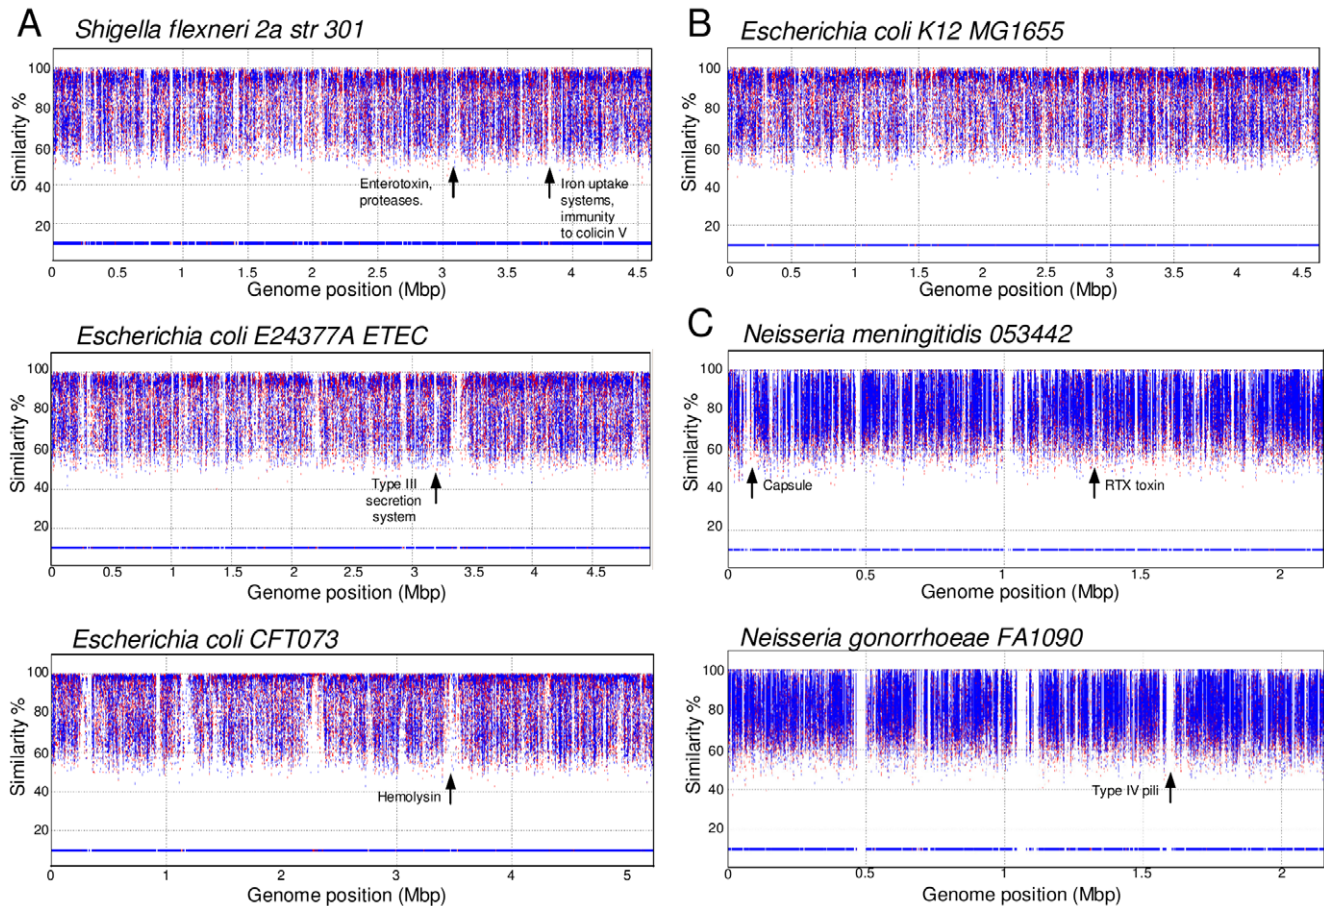 A
Shigella flexneri 2a str 301
Similarity %
100
80
60
40
20
Enterotoxin,
proteases.
Iron uptake
systems,
immunity
to colicin V
0 0.5 1 1.5 2 2.5 3 3.5 4 4.5
Genome position (Mbp)
Escherichia coli E24377A ETEC
Similarity %
100
80
60
40
20
Type III
secretion
system
0 0.5 1 1.5 2 2.5 3 3.5 4 4.5
Genome position (Mbp)
Escherichia coli CFT073
Similarity %
100
80
60
40
20
Hemolysin
0 1 2 3 4 5
Genome position (Mbp)
B
Escherichia coli K12 MG1655
Similarity %
100
80
60
40
20
0 0.5 1 1.5 2 2.5 3 3.5 4 4.5
Genome position (Mbp)
C
Neisseria meningitidis 053442
Similarity %
100
80
60
40
20
Capsule
RTX toxin
0 0.5 1 1.5 2
Genome position (Mbp)
Neisseria gonorrhoeae FA1090
Similarity %
100
80
60
40
20
Type IV pili
0 0.5 1 1.5 2
Genome position (Mbp)